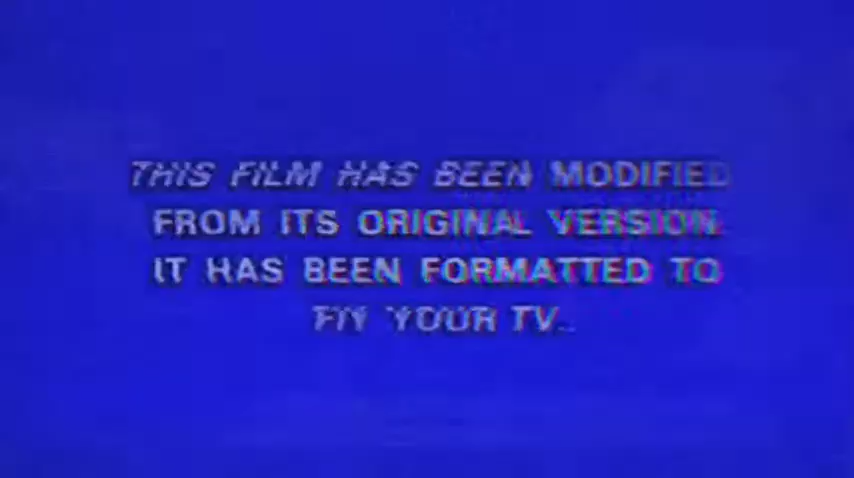 THIS FILM HAS BEEN MODIFIED
FROM ITS ORIGINAL VERSION
IT HAS BEEN FORMATTED TO
FIT YOUR TV..